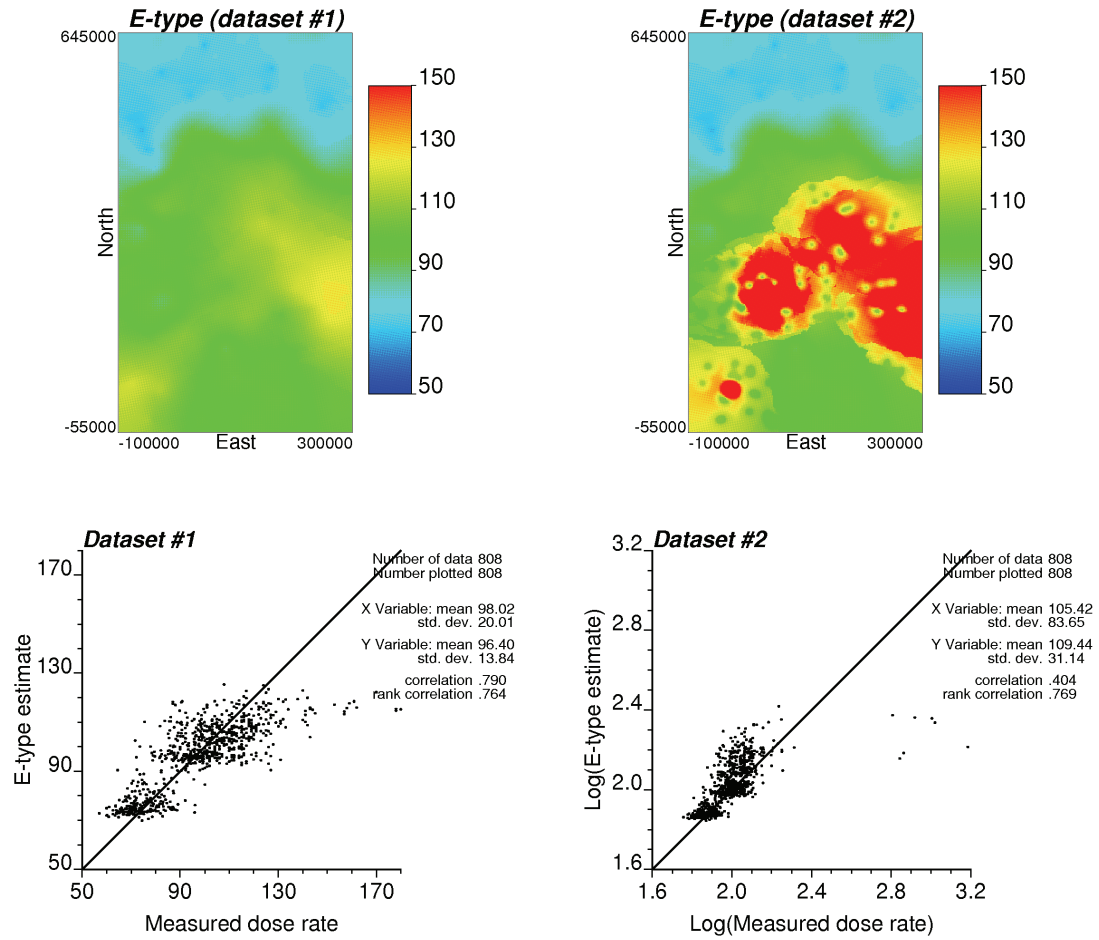 E-type (dataset #1)
645000
North
-55000
-100000
East
300000
150
130
110
90
70
50
E-type (dataset #2)
645000
North
-55000
-100000
East
300000
150
130
110
90
70
50
Dataset #1
E-type estimate
170
130
90
50
50
90
130
170
Measured dose rate
Number of data 808
Number plotted 808
X Variable: mean 98.02
std. dev. 20.01
Y Variable: mean 96.40
std. dev. 13.84
correlation .790
rank correlation .764
Dataset #2
Log(E-type estimate)
3.2
2.8
2.4
2.0
1.6
1.6
2.0
2.4
2.8
3.2
Log(Measured dose rate)
Number of data 808
Number plotted 808
X Variable: mean 105.42
std. dev. 83.65
Y Variable: mean 109.44
std. dev. 31.14
correlation .404
rank correlation .769